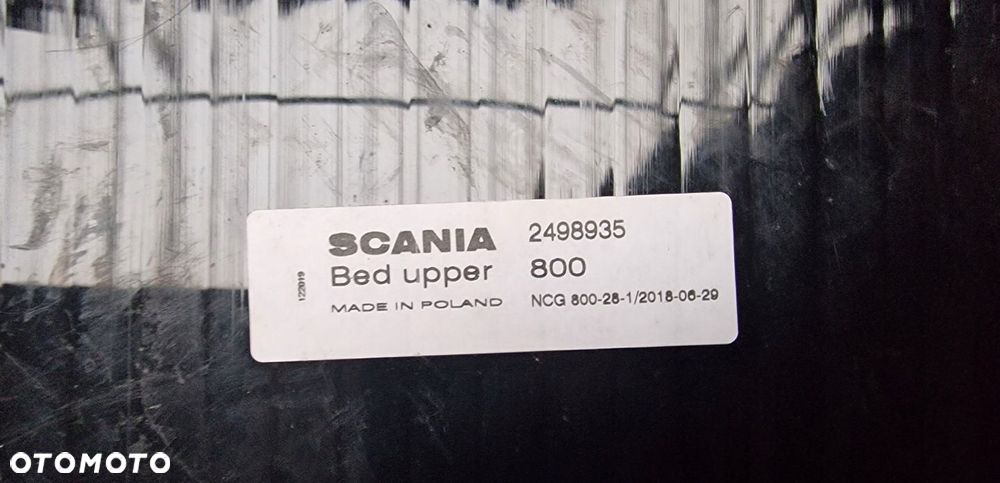 SCANIA 2498935
Bed upper 800
MADE IN POLAND NCG 800-28-1/2018-06-29
122019
OTOMOTO